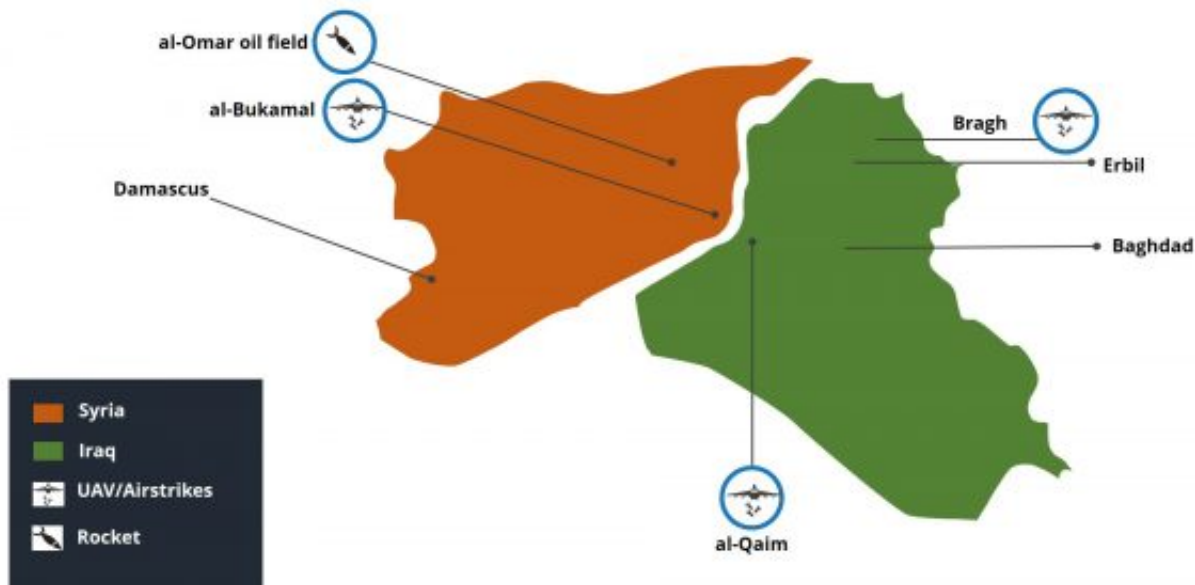 al-Omar oil field
al-Bukamal
Bragh
Erbil
Damascus
Baghdad
Syria
Iraq
UAV/Airstrikes
Rocket
al-Qaim